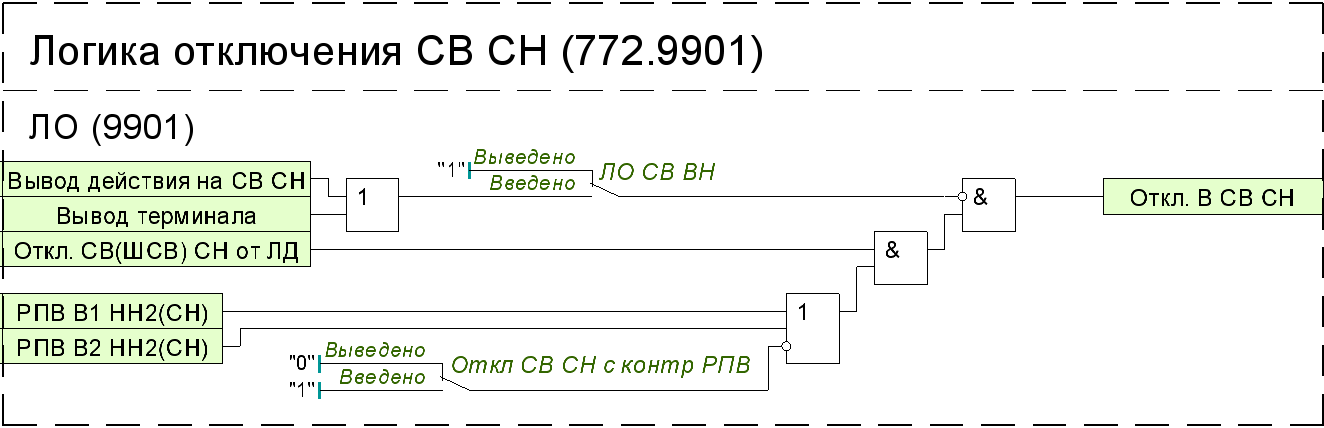 Логика отключения СВ СН (772.9901)
ЛО (9901)
Вывод действия на СВ СН
Вывод терминала
Откл. СВ(ШСВ) СН от ЛД
РПВ В1 НН2(СН)
РПВ В2 НН2(СН)
1
"1"
Выведено
Введено
ЛО СВ ВН
&
&
1
"0"
Выведено
"1"
Введено
Откл СВ СН с контр РПВ
Откл. В СВ СН